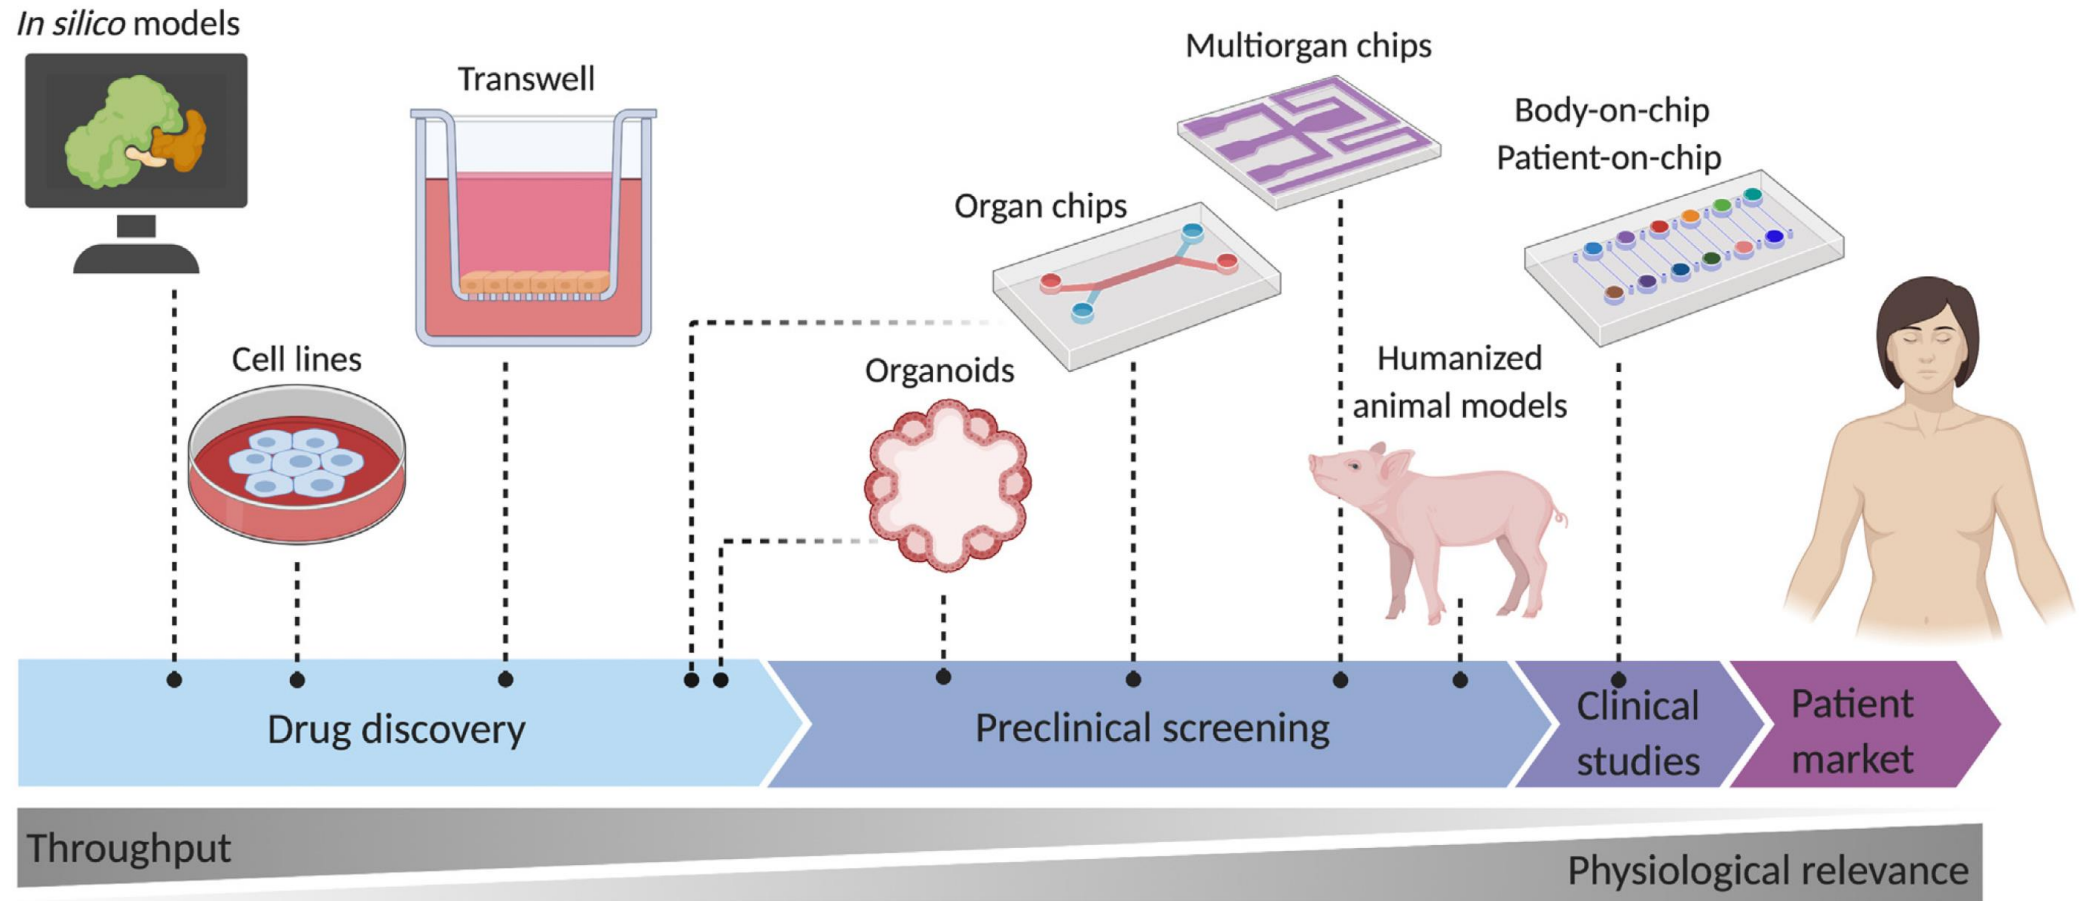 In silico models
Transwell
Cell lines
Organ chips
Organoids
Multiorgan chips
Body-on-chip
Patient-on-chip
Humanized
animal models
Drug discovery
Preclinical screening
Clinical
studies
Patient
market
Throughput
Physiological relevance